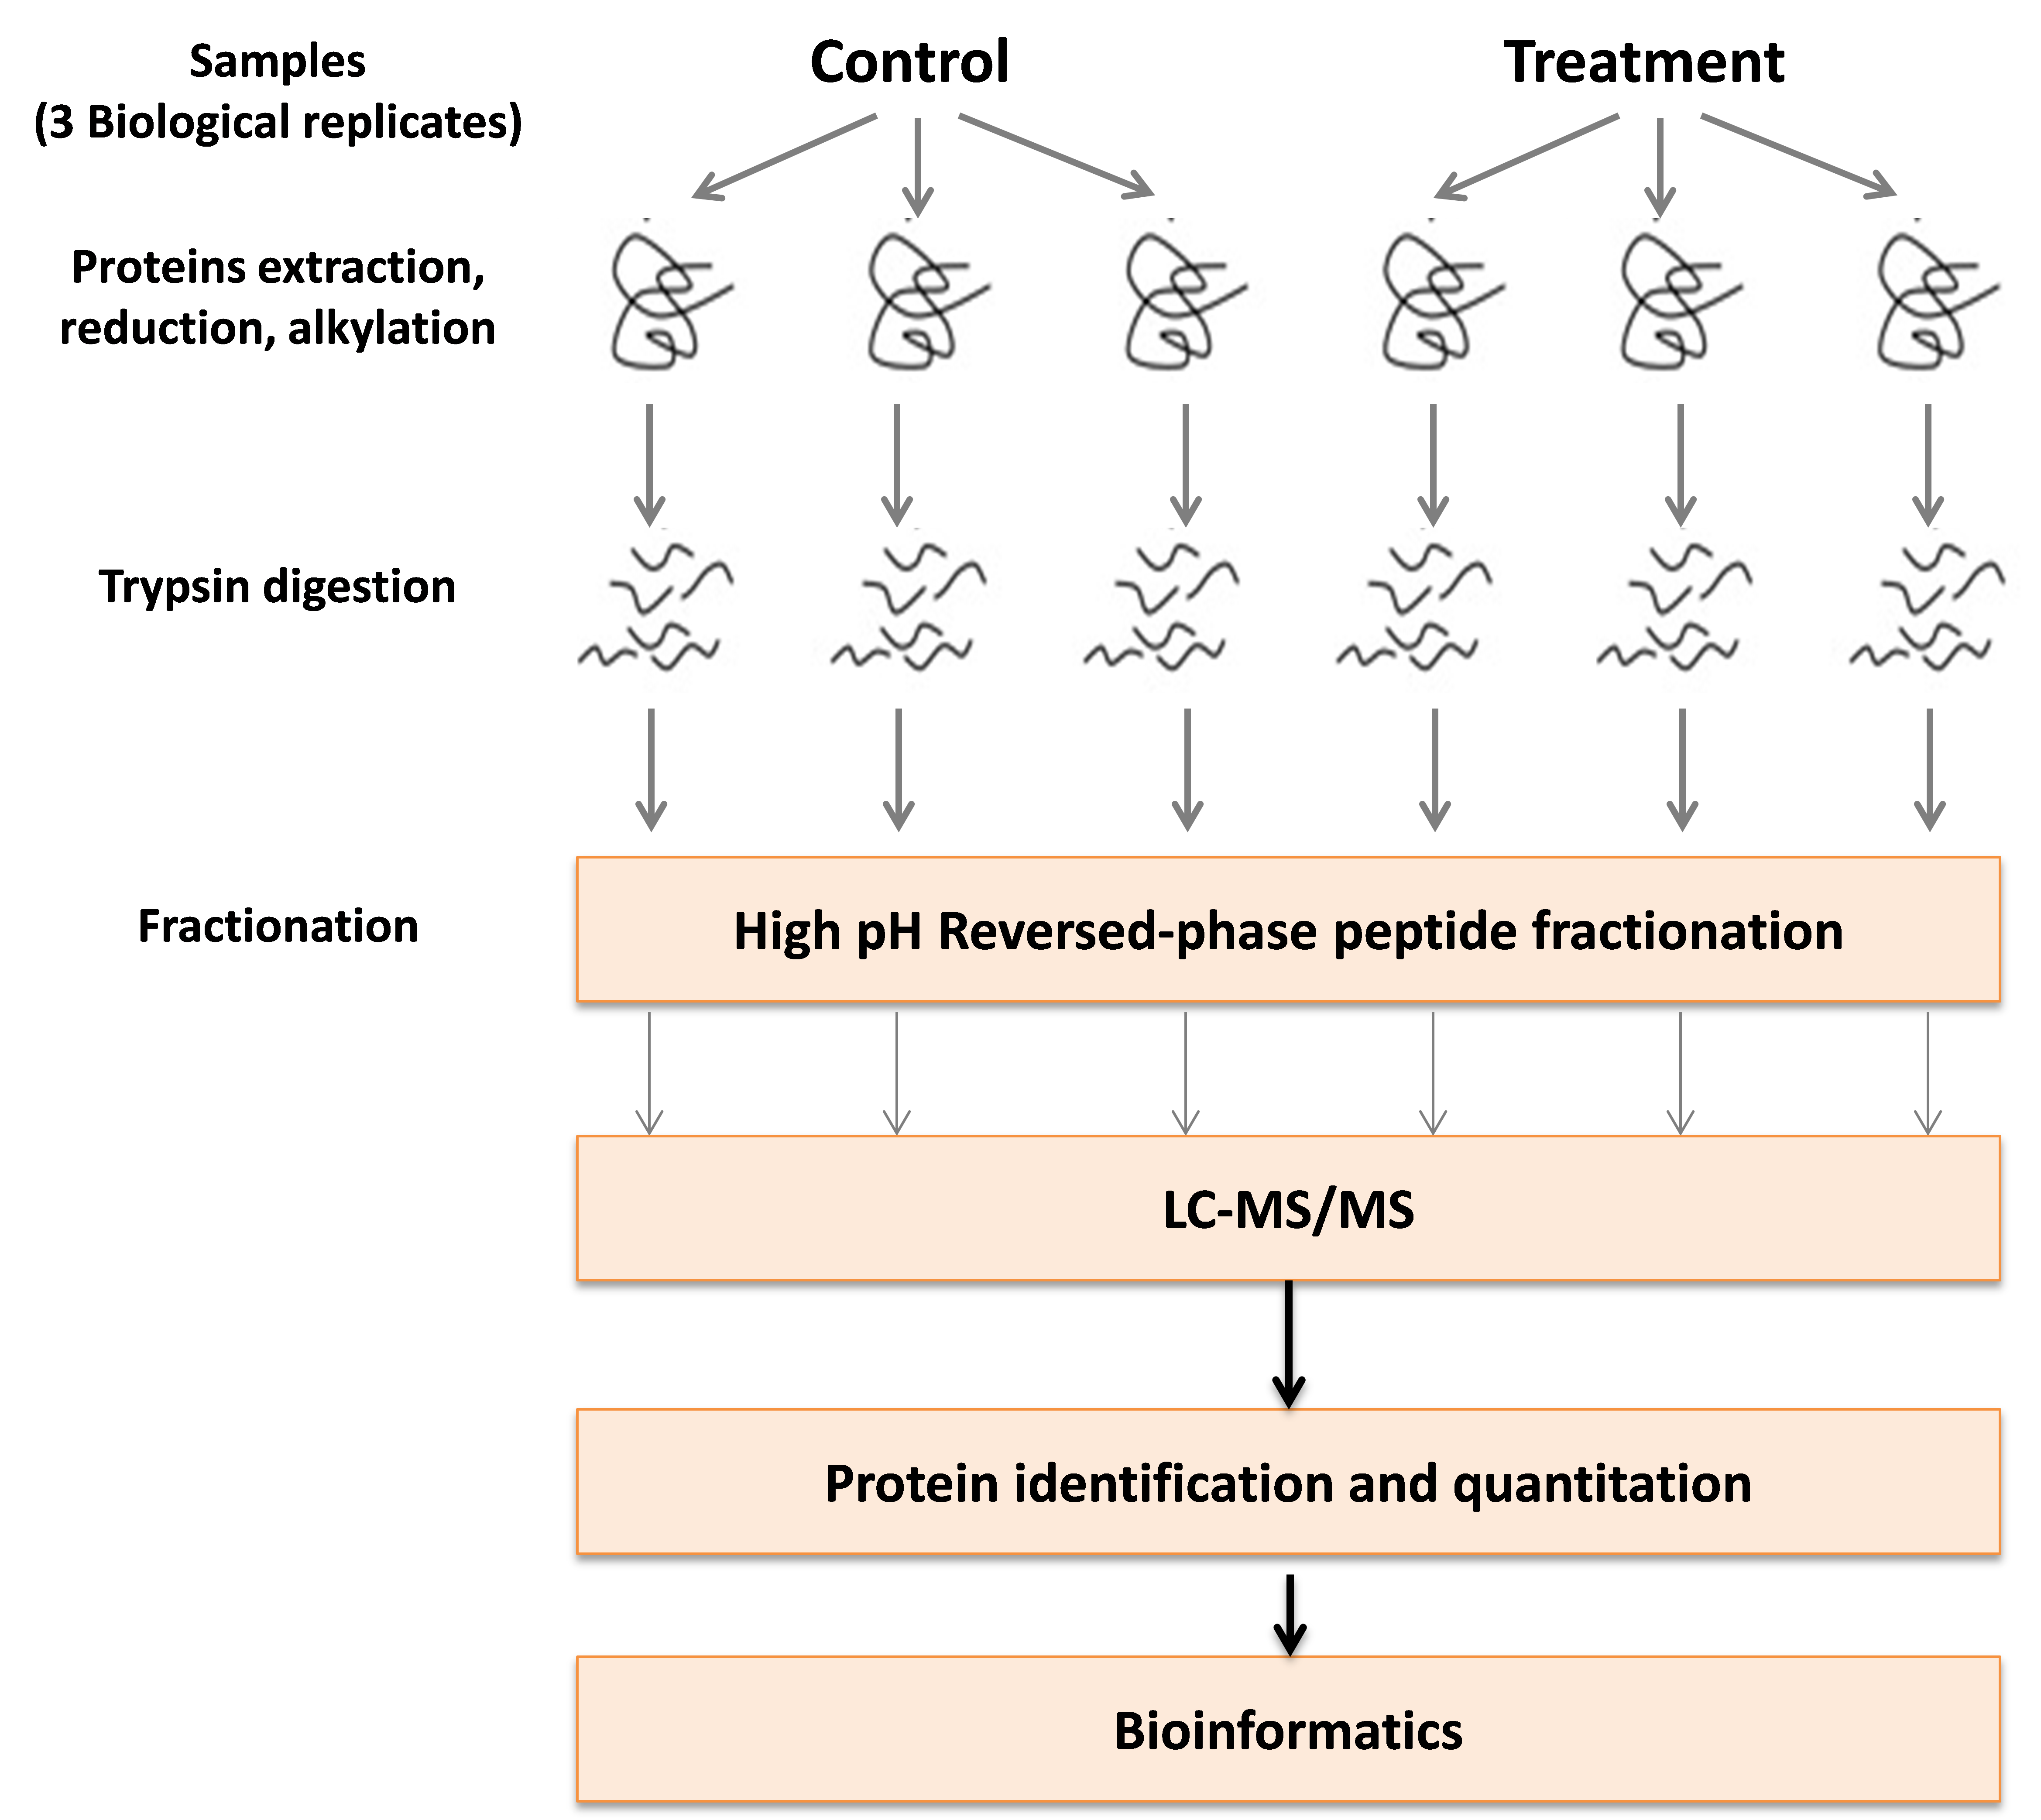 Samples
(3 Biological replicates)
Control
Treatment
Proteins extraction,
reduction, alkylation
Trypsin digestion
Fractionation
High pH Reversed-phase peptide fractionation
LC-MS/MS
Protein identification and quantitation
Bioinformatics